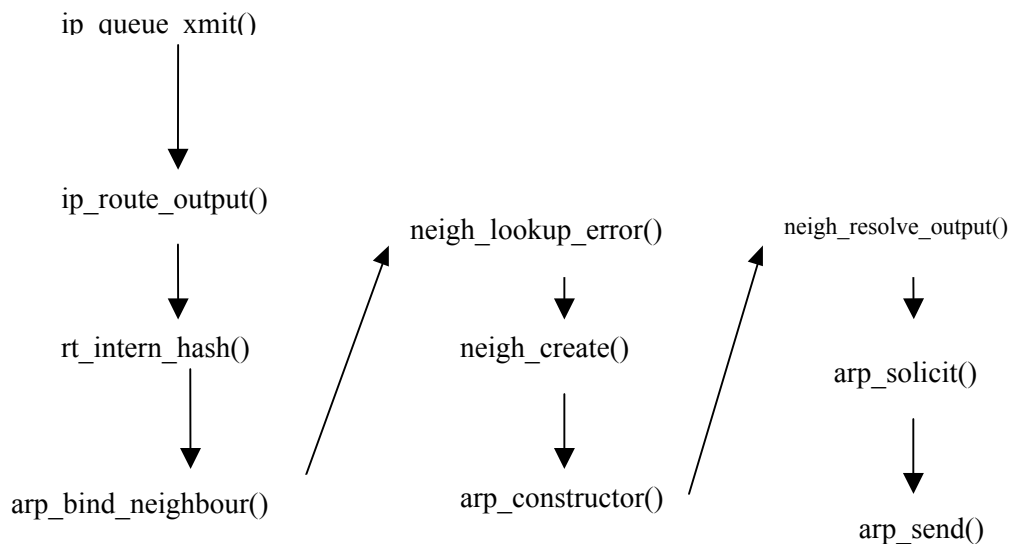 ip_queue_xmit()
ip_route_output()
rt_intern_hash()
arp_bind_neighbour()
neigh_lookup_error()
neigh_create()
arp_constructor()
neigh_resolve_output()
arp_solicit()
arp_send()